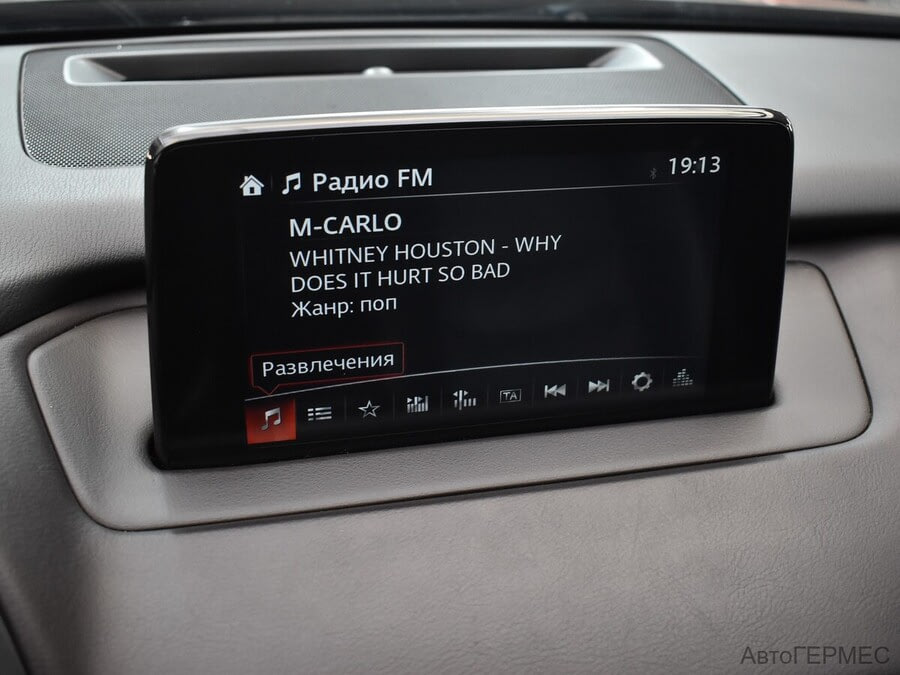 Радио FM
19:13
M-CARLO
WHITNEY HOUSTON - WHY
DOES IT HURT SO BAD
Жанр: поп
Развлечения
TA
АвтоГЕРМЕС